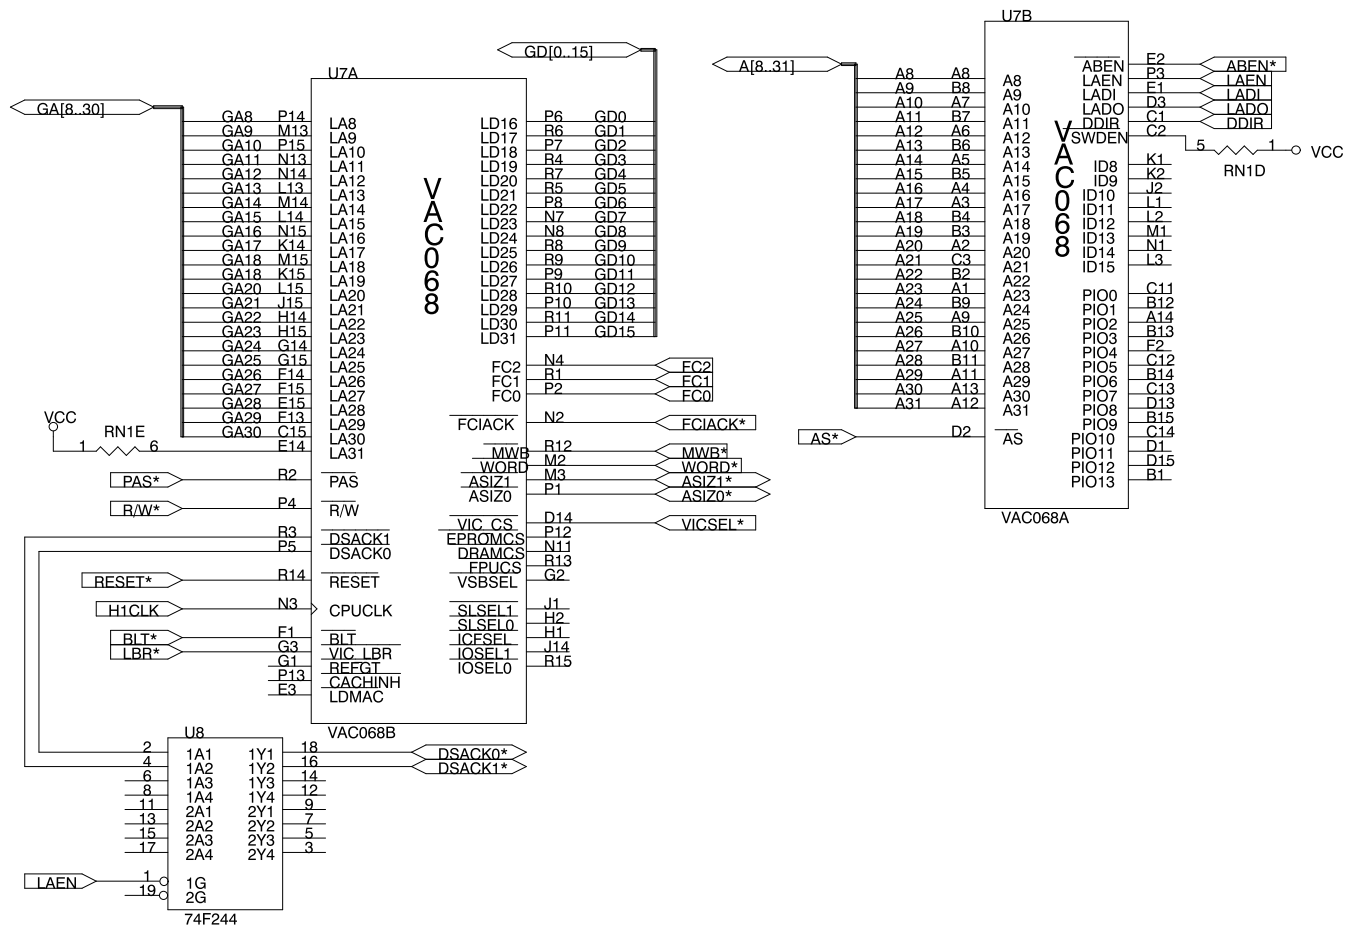 U7A
GD[0..15]
GA[8..30]
GA8 P14 LA8 LD16 P6 GD0
GA9 M13 LA9 LD17 R6 GD1
GA10 P15 LA10 LD18 P7 GD2
GA11 N13 LA11 LD19 R4 GD3
GA12 N14 LA12 LD20 R7 GD4
GA13 L13 LA13 LD21 R5 GD5
GA14 M14 LA14 LD22 P8 GD6
GA15 L14 LA15 LD23 N7 GD7
GA16 N15 LA16 LD24 N8 GD8
GA17 K14 LA17 LD25 R8 GD9
GA18 M15 LA18 LD26 R9 GD10
GA18 K15 LA19 LD27 P9 GD11
GA20 L15 LA20 LD28 R10 GD12
GA21 J15 LA21 LD29 P10 GD13
GA22 H14 LA22 LD30 R11 GD14
GA23 H15 LA23 LD31 P11 GD15
GA24 G14 LA24
GA25 G15 LA25 FC2 N4 FC2
GA26 F14 LA26 FC1 R1 FC1
GA27 F15 LA27 FC0 P2 FC0
GA28 E15 LA28
GA29 F13 LA29 FCIACK N2 FCIACK*
GA30 C15 LA30
VCC
RN1E
1 6 E14 LA31 MWB R12 MWB*
WORD M2 WORD*
PAS* R2 PAS ASIZ1 M3 ASIZ1*
ASIZ0 P1 ASIZ0*
R/W* P4 R/W
VIC_CS D14 VICSEL*
R3 DSACK1 EPROMCS P12
P5 DSACK0 DRAMCS N11
FPUCS R13
RESET* R14 RESET VSBSEL G2
H1CLK N3 CPUCLK SLSEL1 J1
SLSEL0 H2
BLT* F1 BLT ICFSEL H1
LBR* G3 VIC_LBR IOSEL1 J14
G1 REFGT IOSEL0 R15
P13 CACHINH
E3 LDMAC
VAC068
VAC068B
U8
2 1A1 1Y1 18 DSACK0*
4 1A2 1Y2 16 DSACK1*
6 1A3 1Y3 14
8 1A4 1Y4 12
11 2A1 2Y1 9
13 2A2 2Y2 7
15 2A3 2Y3 5
17 2A4 2Y4 3
LAEN 1 1G
19 2G
74F244
U7B
A[8..31]
A8 A8 A8 ABEN E2 ABEN*
A9 B8 A9 LAEN P3 LAEN
A10 A7 A10 LADI E1 LADI
A11 B7 A11 LADO D3 LADO
A12 A6 A12 DDIR C1 DDIR
A13 B6 A13 SWDEN C2 5 1 VCC
RN1D
A14 A5 A14 ID8 K1
A15 B5 A15 ID9 K2
A16 A4 A16 ID10 J2
A17 A3 A17 ID11 L1
A18 B4 A18 ID12 L2
A19 B3 A19 ID13 M1
A20 A2 A20 ID14 N1
A21 C3 A21 ID15 L3
A22 B2 A22
A23 A1 A23 PIO0 C11
A24 B9 A24 PIO1 B12
A25 A9 A25 PIO2 A14
A26 B10 A26 PIO3 B13
A27 A10 A27 PIO4 F2
A28 B11 A28 PIO5 C12
A29 A11 A29 PIO6 B14
A30 A13 A30 PIO7 C13
A31 A12 A31 PIO8 D13
PIO9 B15
AS* D2 AS PIO10 C14
PIO11 D1
PIO12 D15
PIO13 B1
VAC068
VAC068A